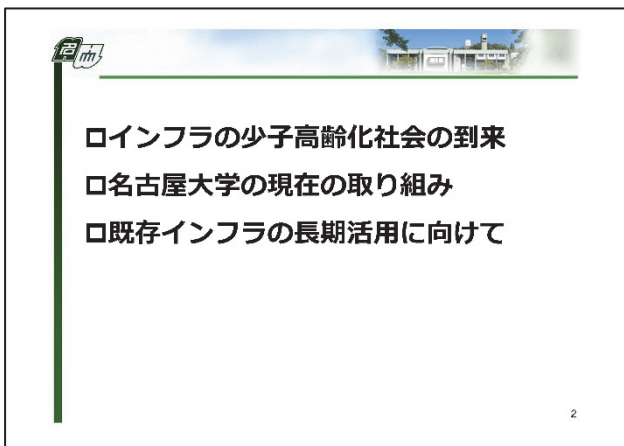 □インフラの少子高齢化社会の到来
□名古屋大学の現在の取り組み
□既存インフラの長期活用に向けて
2